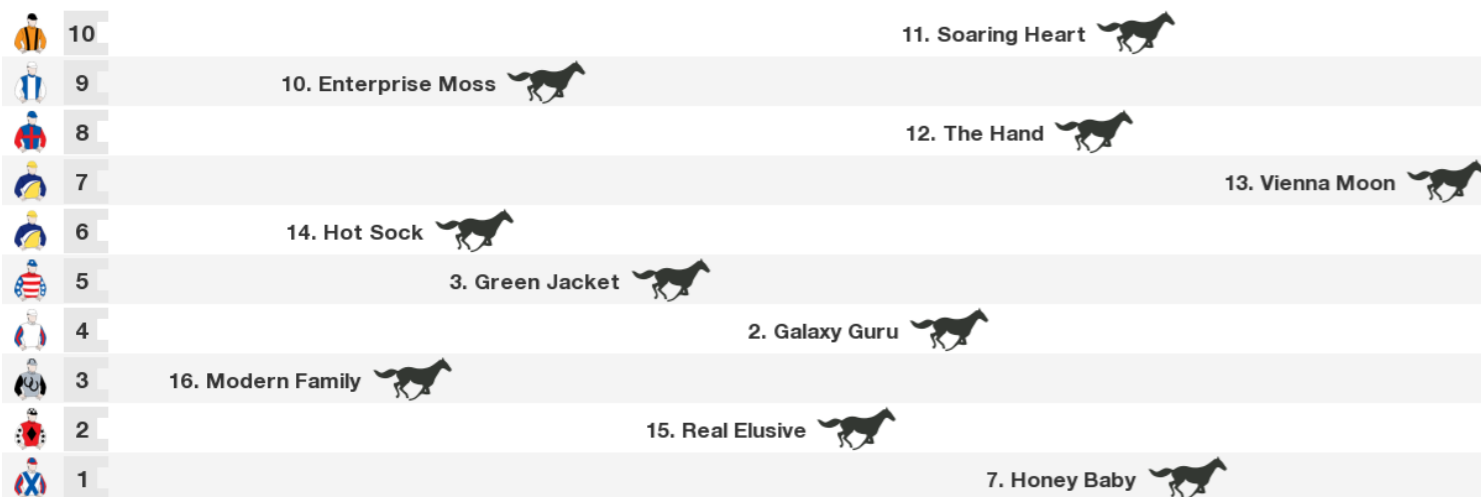 10 11. Soaring Heart
9 10. Enterprise Moss
8 12. The Hand
7 13. Vienna Moon
6 14. Hot Sock
5 3. Green Jacket
4 2. Galaxy Guru
3 16. Modern Family
2 15. Real Elusive
1 7. Honey Baby